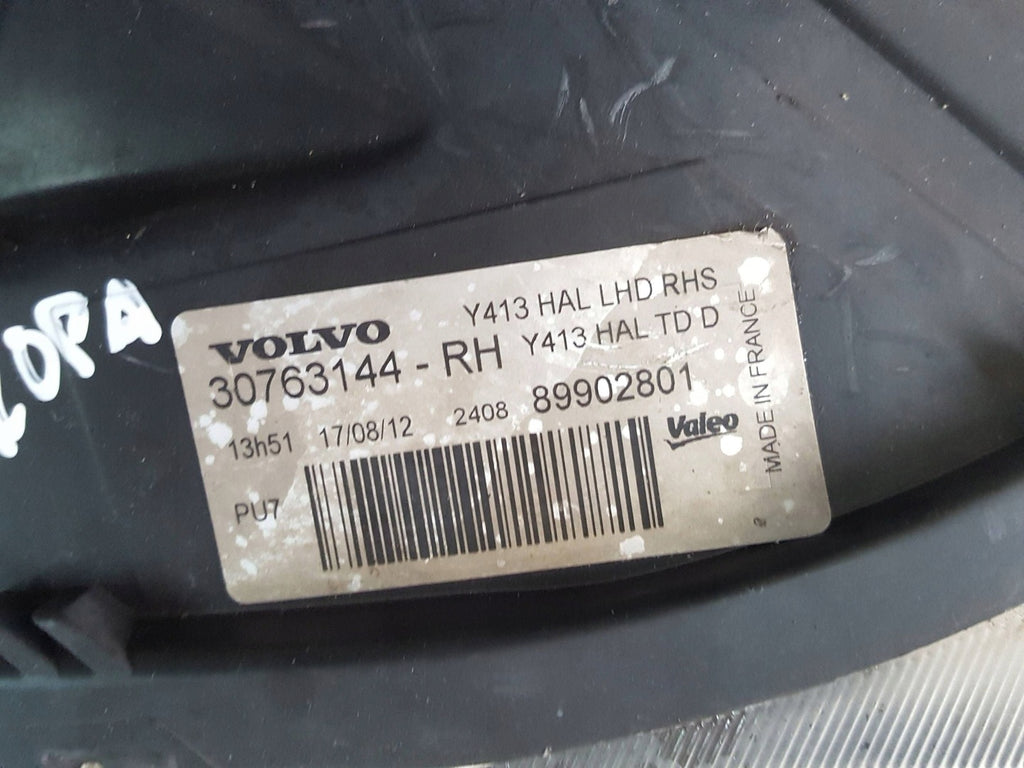 VOLVO
Y413 HAL LHD RHS
30763144 - RH
Y413 HAL TD D
13h51 17/08/12 2408 89902801
Valeo
PU7
MADE IN FRANCE